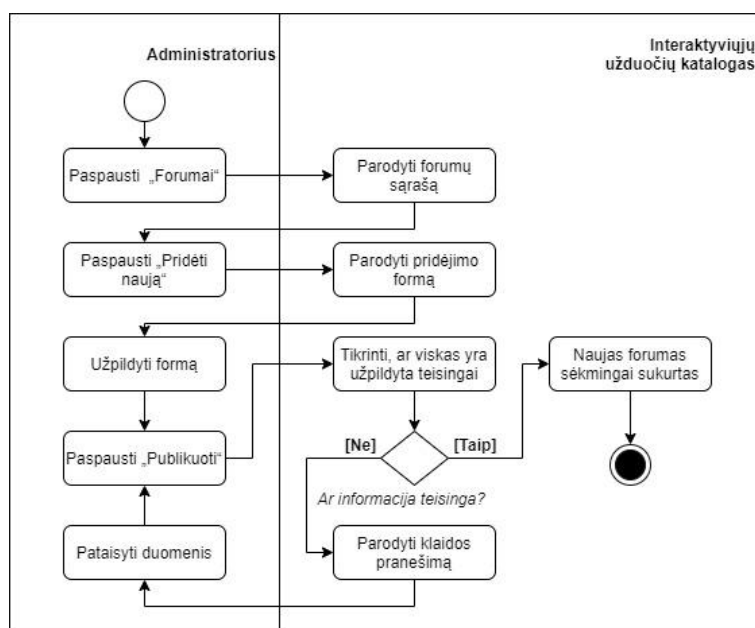 Administratorius
Interaktyviųjų
užduočių katalogas
Paspausti „Forumai“
Parodyti forumų
sąrašą
Paspausti „Pridėti
naują“
Parodyti pridėjimo
formą
Užpildyti formą
Tikrinti, ar viskas yra
užpildyta teisingai
Naujas forumas
sėkmingai sukurtas
Paspausti „Publikuoti“
[Ne]
[Taip]
Ar informacija teisinga?
Pataisyti duomenis
Parodyti klaidos
pranešimą